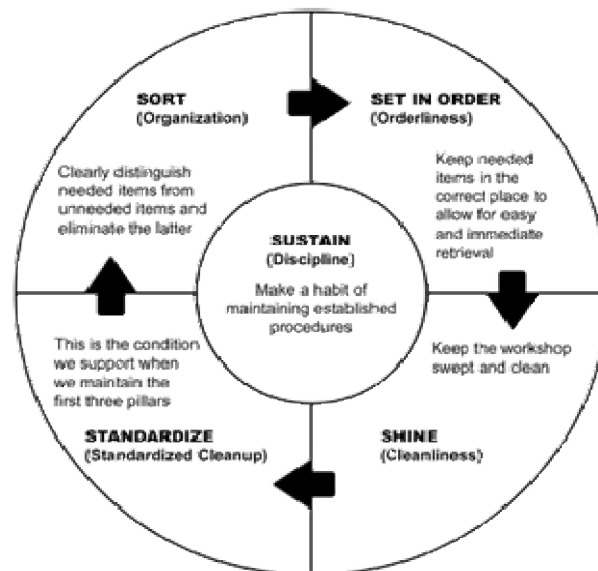 SORT
(Organization)
Clearly distinguish
needed items from
unneeded items and
eliminate the latter
SET IN ORDER
(Orderliness)
Keep needed
items in the
correct place to
allow for easy
and immediate
retrieval
SUSTAIN
(Discipline)
Make a habit of
maintaining established
procedures
This is the condition
we support when
we maintain the
first three pillars
STANDARDIZE
(Standardized Cleanup)
Keep the workshop
swept and clean
SHINE
(Cleanliness)